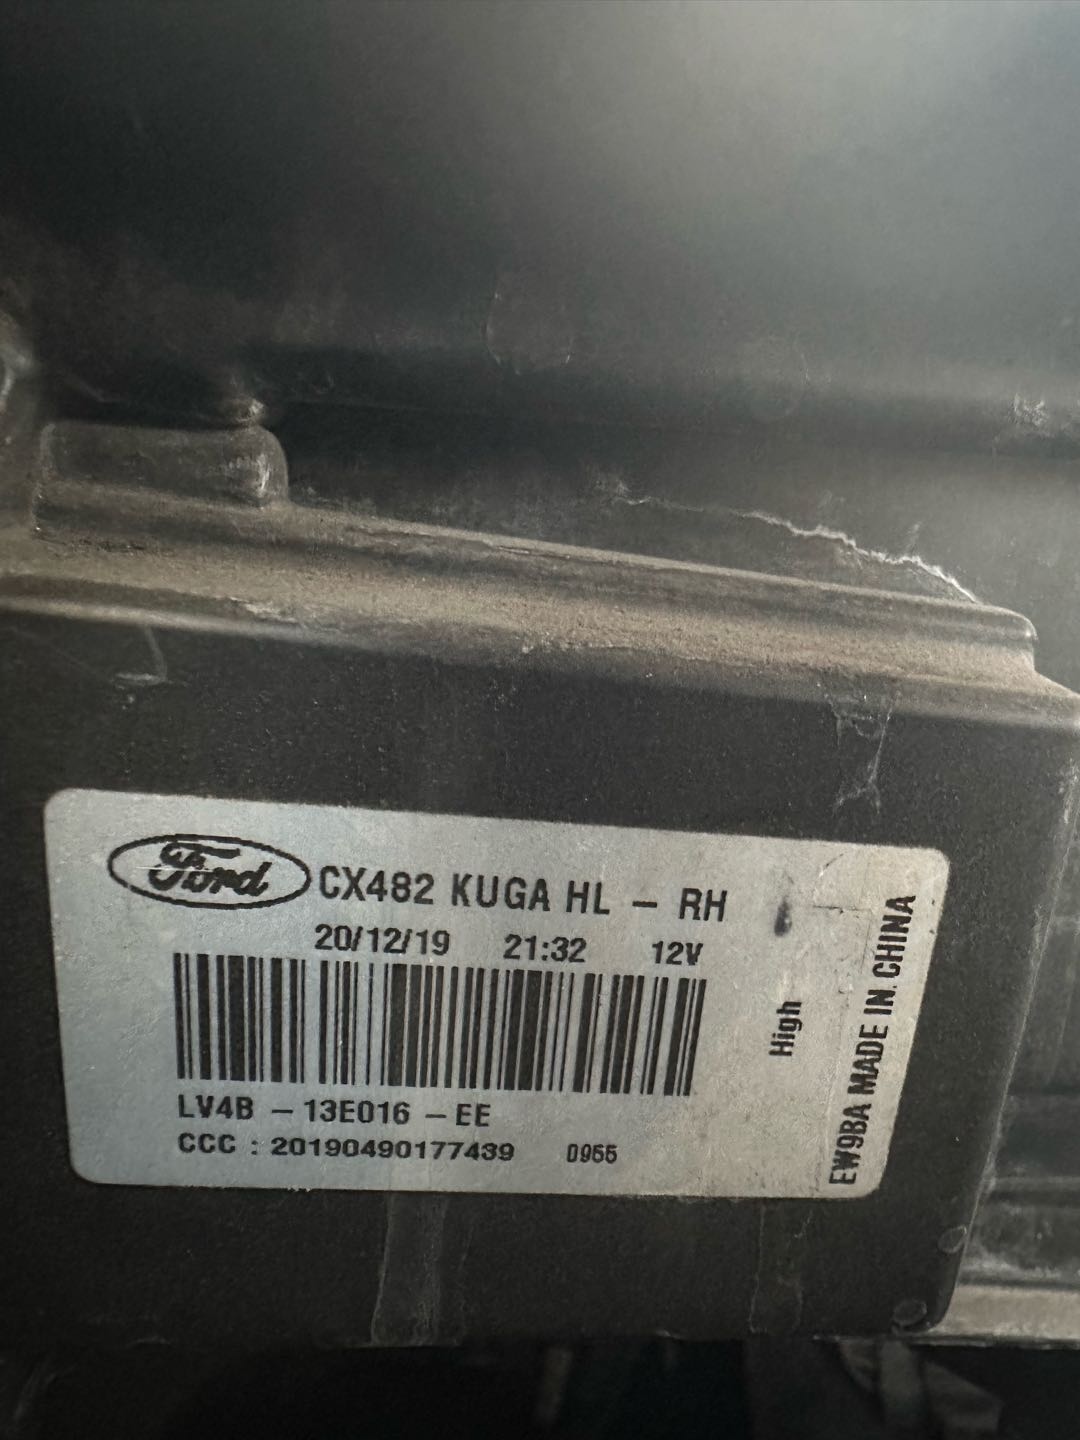 Ford CX482 KUGA HL - RH
20/12/19 21:32 12V
LV4B - 13E016 - EE
CCC : 20190490177439 0955
High
EW9BA MADE IN CHINA